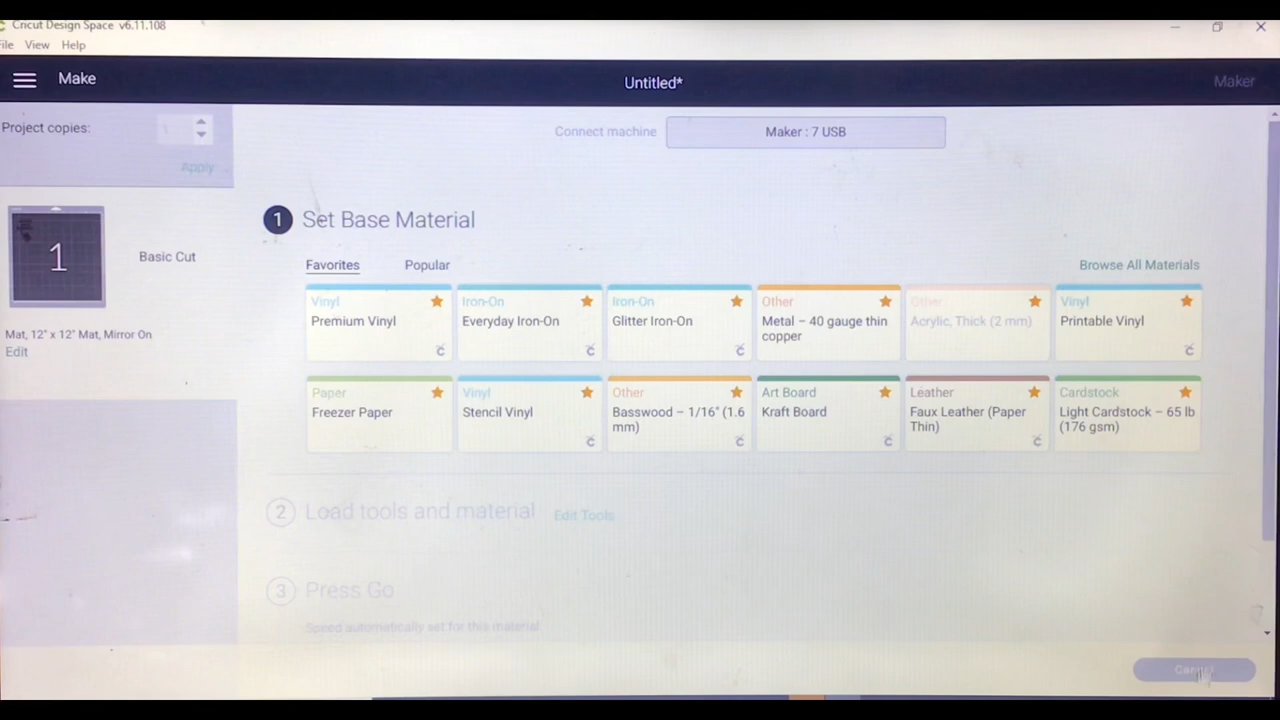 Cricut Design Space v6.11.108
File View Help
Make
Untitled*
Maker
Project copies:
Apply
Connect machine
Maker : 7 USB
1
Basic Cut
Mat, 12" x 12" Mat, Mirror On
Edit
1 Set Base Material
Favorites Popular
Browse All Materials
Vinyl
Premium Vinyl
Iron-On
Everyday Iron-On
Iron-On
Glitter Iron-On
Other
Metal – 40 gauge thin
copper
Other
Acrylic, Thick (2 mm)
Vinyl
Printable Vinyl
Paper
Freezer Paper
Vinyl
Stencil Vinyl
Other
Basswood – 1/16" (1.6
mm)
Art Board
Kraft Board
Leather
Faux Leather (Paper
Thin)
Cardstock
Light Cardstock – 65 lb
(176 gsm)
2 Load tools and material Edit Tools
3 Press Go
Speed automatically set for this material.
Cancel